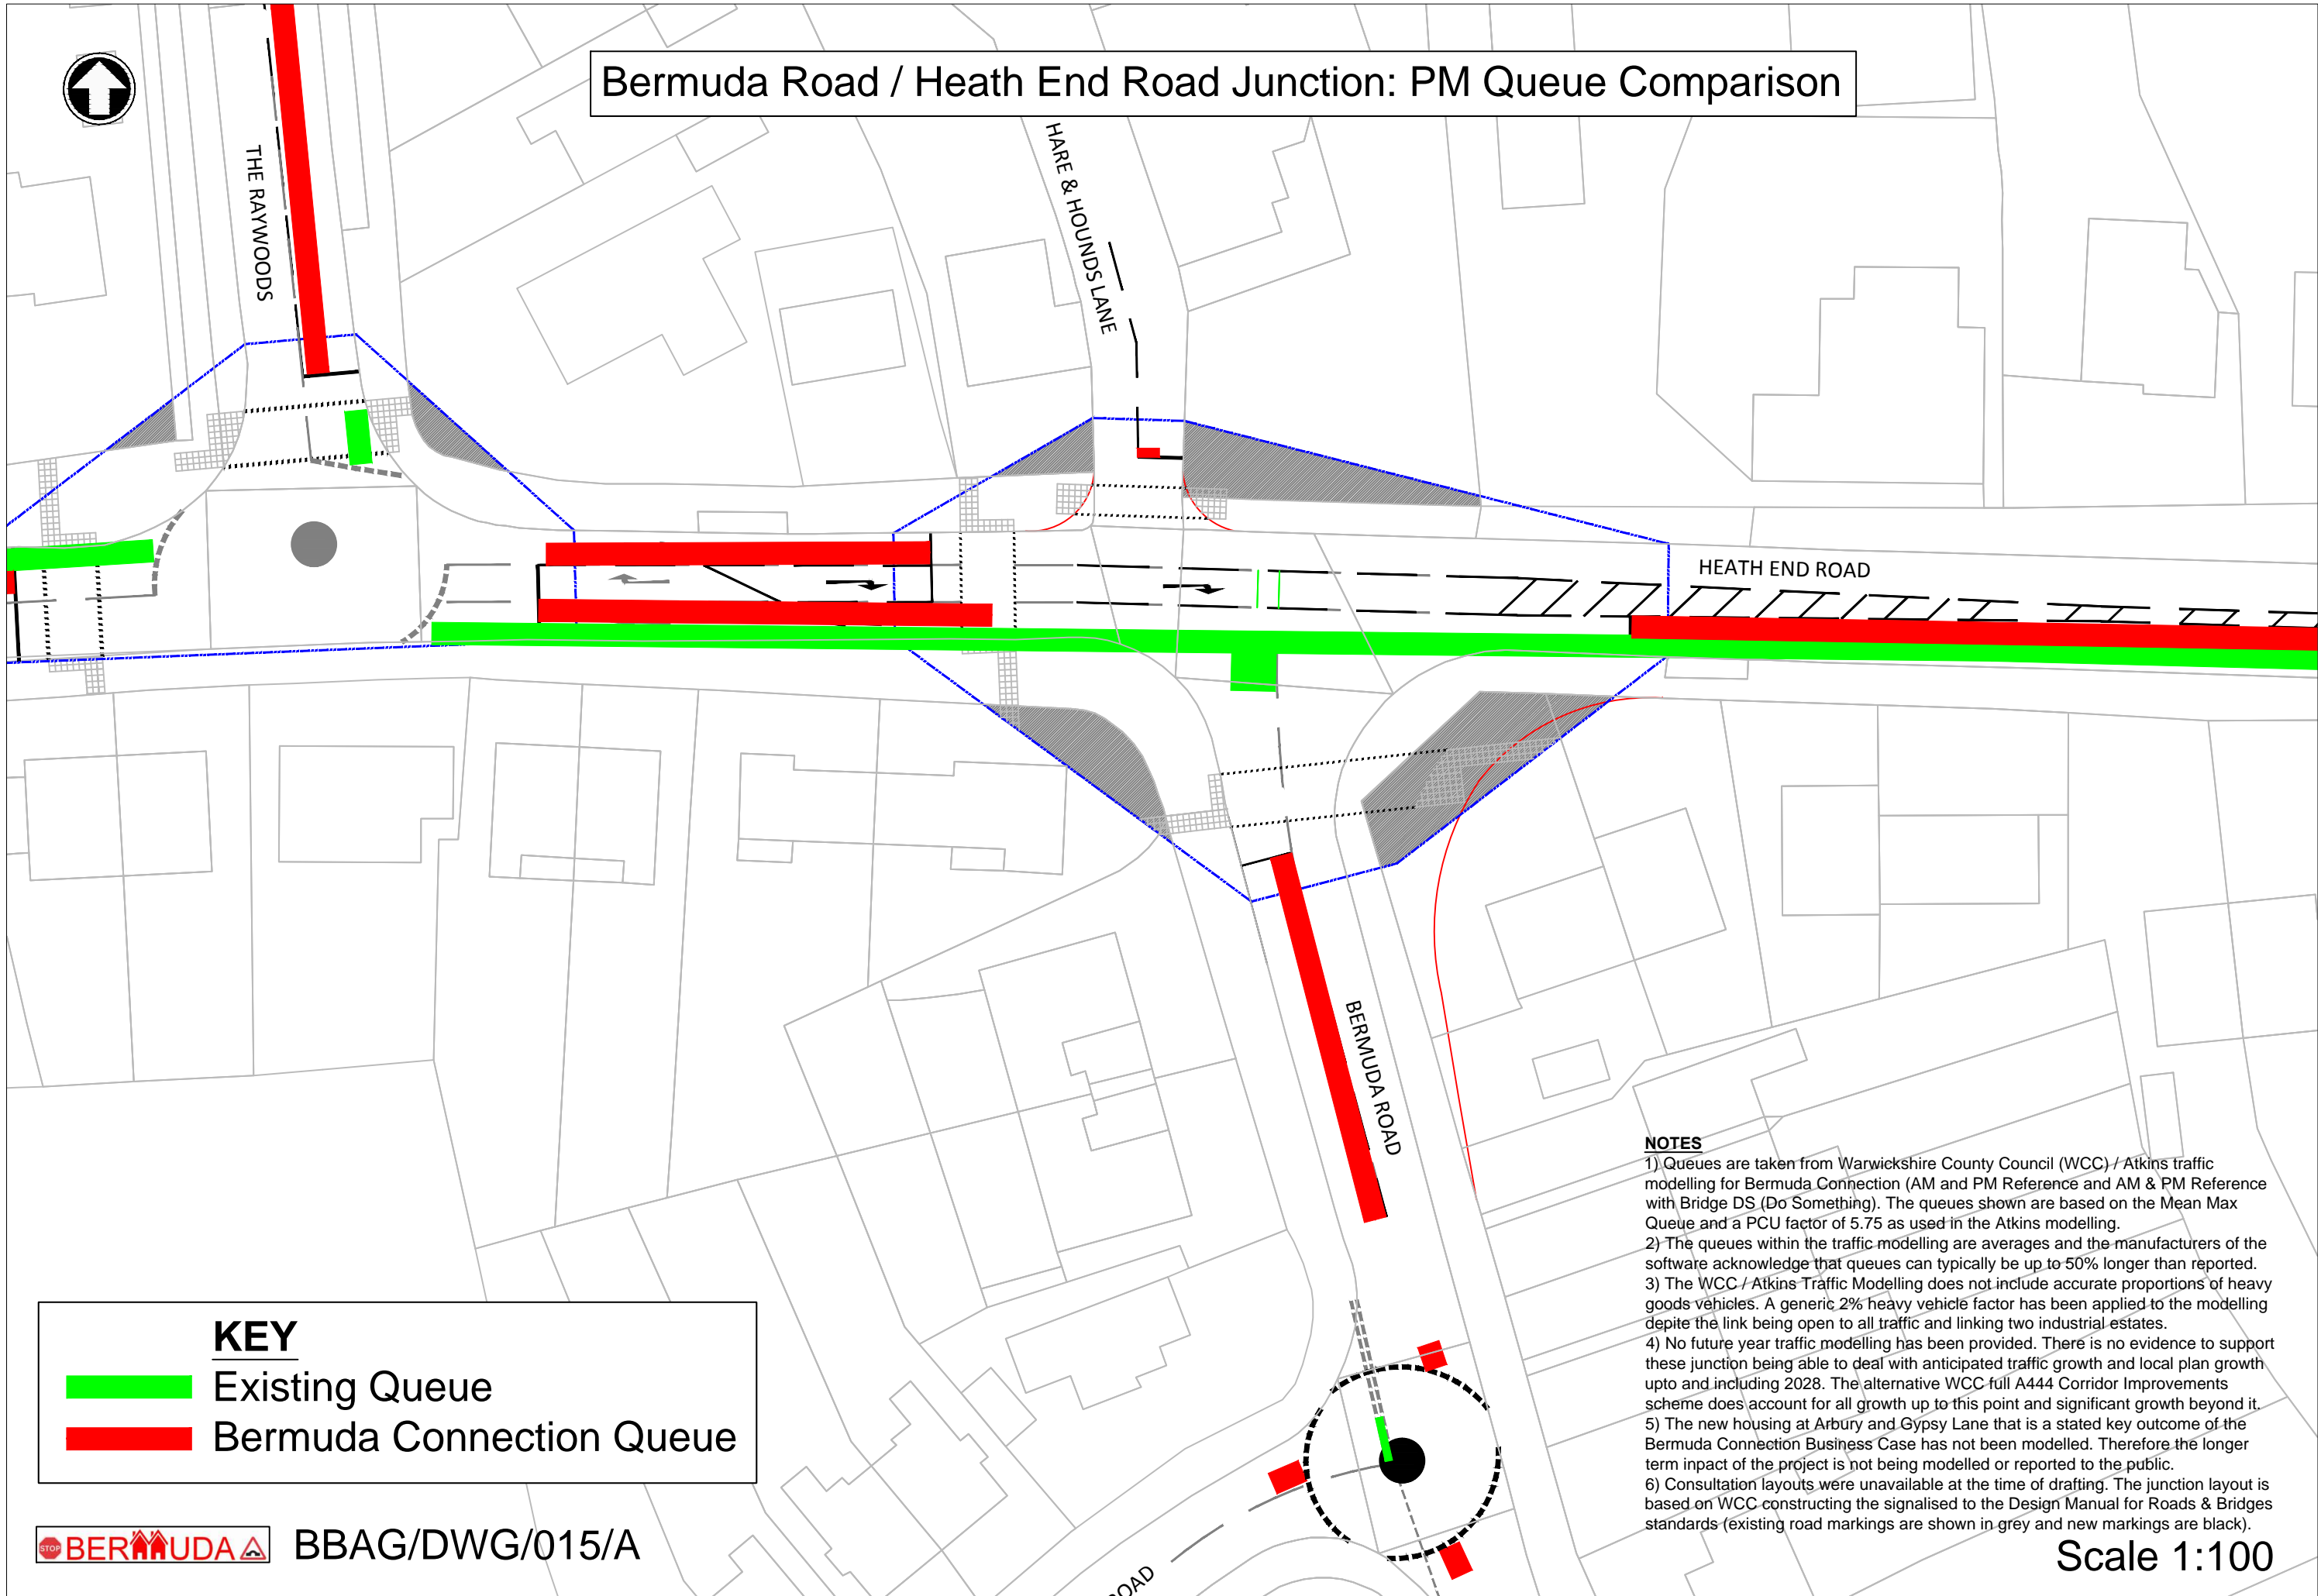 Bermuda Road / Heath End Road Junction: PM Queue Comparison
THE RAYWOODS
HARE & HOUNDS LANE
HEATH END ROAD
BERMUDA ROAD
NOTES
1) Queues are taken from Warwickshire County Council (WCC) / Atkins traffic
modelling for Bermuda Connection (AM and PM Reference and AM & PM Reference
with Bridge DS (Do Something). The queues shown are based on the Mean Max
Queue and a PCU factor of 5.75 as used in the Atkins modelling.
2) The queues within the traffic modelling are averages and the manufacturers of the
software acknowledge that queues can typically be up to 50% longer than reported.
3) The WCC / Atkins Traffic Modelling does not include accurate proportions of heavy
goods vehicles. A generic 2% heavy vehicle factor has been applied to the modelling
depite the link being open to all traffic and linking two industrial estates.
4) No future year traffic modelling has been provided. There is no evidence to support
these junction being able to deal with anticipated traffic growth and local plan growth
upto and including 2028. The alternative WCC full A444 Corridor Improvements
scheme does account for all growth up to this point and significant growth beyond it.
5) The new housing at Arbury and Gypsy Lane that is a stated key outcome of the
Bermuda Connection Business Case has not been modelled. Therefore the longer
term inpact of the project is not being modelled or reported to the public.
6) Consultation layouts were unavailable at the time of drafting. The junction layout is
based on WCC constructing the signalised to the Design Manual for Roads & Bridges
standards (existing road markings are shown in grey and new markings are black).
KEY
Existing Queue
Bermuda Connection Queue
STOP BERMUDA
BBAG/DWG/015/A
ROAD
Scale 1:100